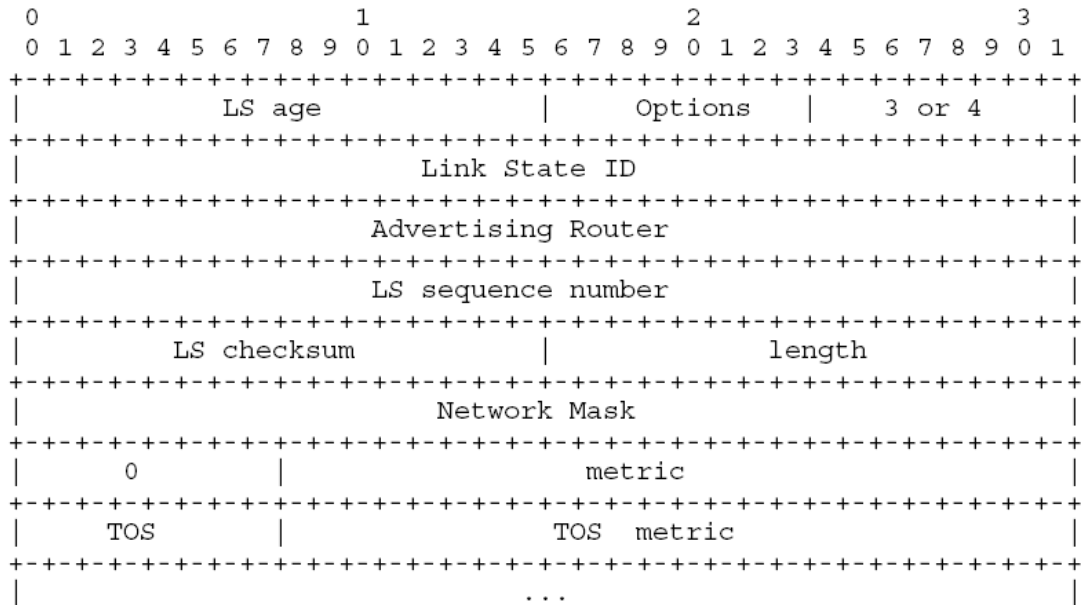 0                   1                   2                   3
 0 1 2 3 4 5 6 7 8 9 0 1 2 3 4 5 6 7 8 9 0 1 2 3 4 5 6 7 8 9 0 1
+-+-+-+-+-+-+-+-+-+-+-+-+-+-+-+-+-+-+-+-+-+-+-+-+-+-+-+-+-+-+-+-+
|            LS age             |     Options   |    3 or 4     |
+-+-+-+-+-+-+-+-+-+-+-+-+-+-+-+-+-+-+-+-+-+-+-+-+-+-+-+-+-+-+-+-+
|                        Link State ID                          |
+-+-+-+-+-+-+-+-+-+-+-+-+-+-+-+-+-+-+-+-+-+-+-+-+-+-+-+-+-+-+-+-+
|                     Advertising Router                        |
+-+-+-+-+-+-+-+-+-+-+-+-+-+-+-+-+-+-+-+-+-+-+-+-+-+-+-+-+-+-+-+-+
|                     LS sequence number                        |
+-+-+-+-+-+-+-+-+-+-+-+-+-+-+-+-+-+-+-+-+-+-+-+-+-+-+-+-+-+-+-+-+
|         LS checksum           |             length            |
+-+-+-+-+-+-+-+-+-+-+-+-+-+-+-+-+-+-+-+-+-+-+-+-+-+-+-+-+-+-+-+-+
|                         Network Mask                          |
+-+-+-+-+-+-+-+-+-+-+-+-+-+-+-+-+-+-+-+-+-+-+-+-+-+-+-+-+-+-+-+-+
|      0        |                  metric                       |
+-+-+-+-+-+-+-+-+-+-+-+-+-+-+-+-+-+-+-+-+-+-+-+-+-+-+-+-+-+-+-+-+
|     TOS       |                TOS  metric                    |
+-+-+-+-+-+-+-+-+-+-+-+-+-+-+-+-+-+-+-+-+-+-+-+-+-+-+-+-+-+-+-+-+
|                              ...                              |